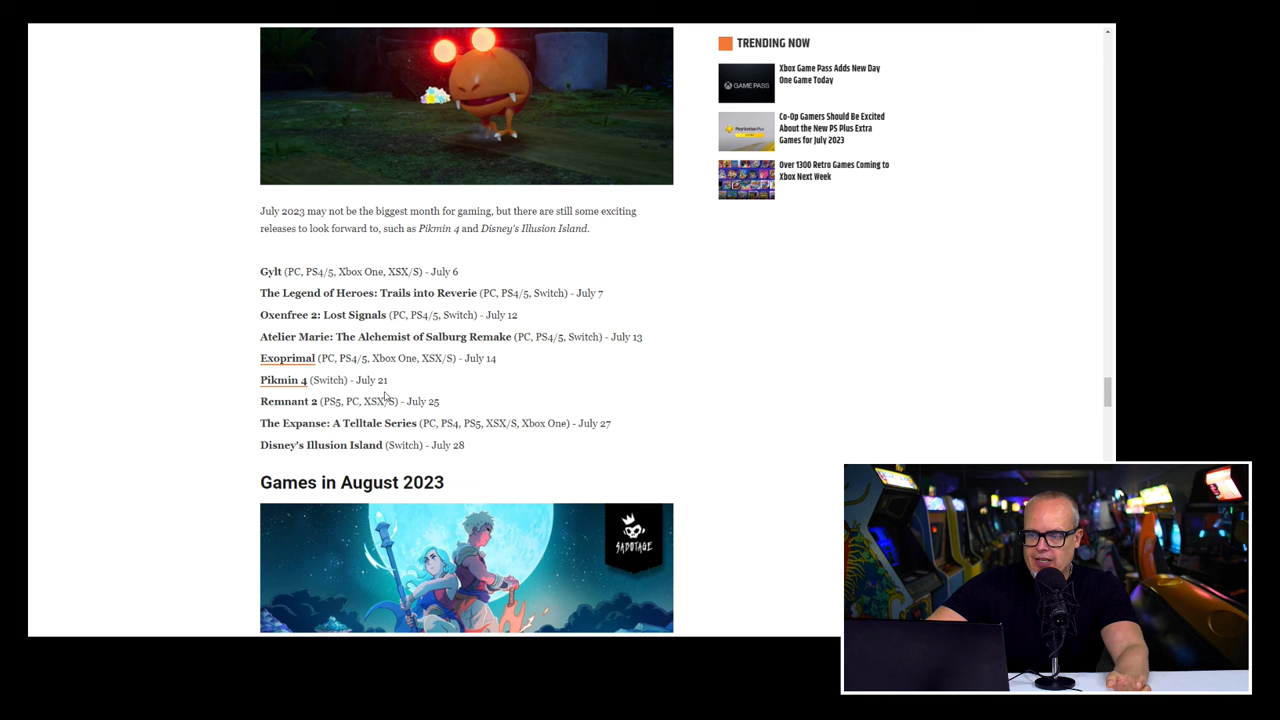 TRENDING NOW
Xbox Game Pass Adds New Day
One Game Today
GAME PASS
Co-Op Gamers Should Be Excited
About the New PS Plus Extra
Games for July 2023
PlayStation Plus
Over 1300 Retro Games Coming to
Xbox Next Week
July 2023 may not be the biggest month for gaming, but there are still some exciting
releases to look forward to, such as Pikmin 4 and Disney's Illusion Island.
Gylt (PC, PS4/5, Xbox One, XSX/S) - July 6
The Legend of Heroes: Trails into Reverie (PC, PS4/5, Switch) - July 7
Oxenfree 2: Lost Signals (PC, PS4/5, Switch) - July 12
Atelier Marie: The Alchemist of Salburg Remake (PC, PS4/5, Switch) - July 13
Exoprimal (PC, PS4/5, Xbox One, XSX/S) - July 14
Pikmin 4 (Switch) - July 21
Remnant 2 (PS5, PC, XSX/S) - July 25
The Expanse: A Telltale Series (PC, PS4, PS5, XSX/S, Xbox One) - July 27
Disney's Illusion Island (Switch) - July 28
Games in August 2023
SABOTAGE